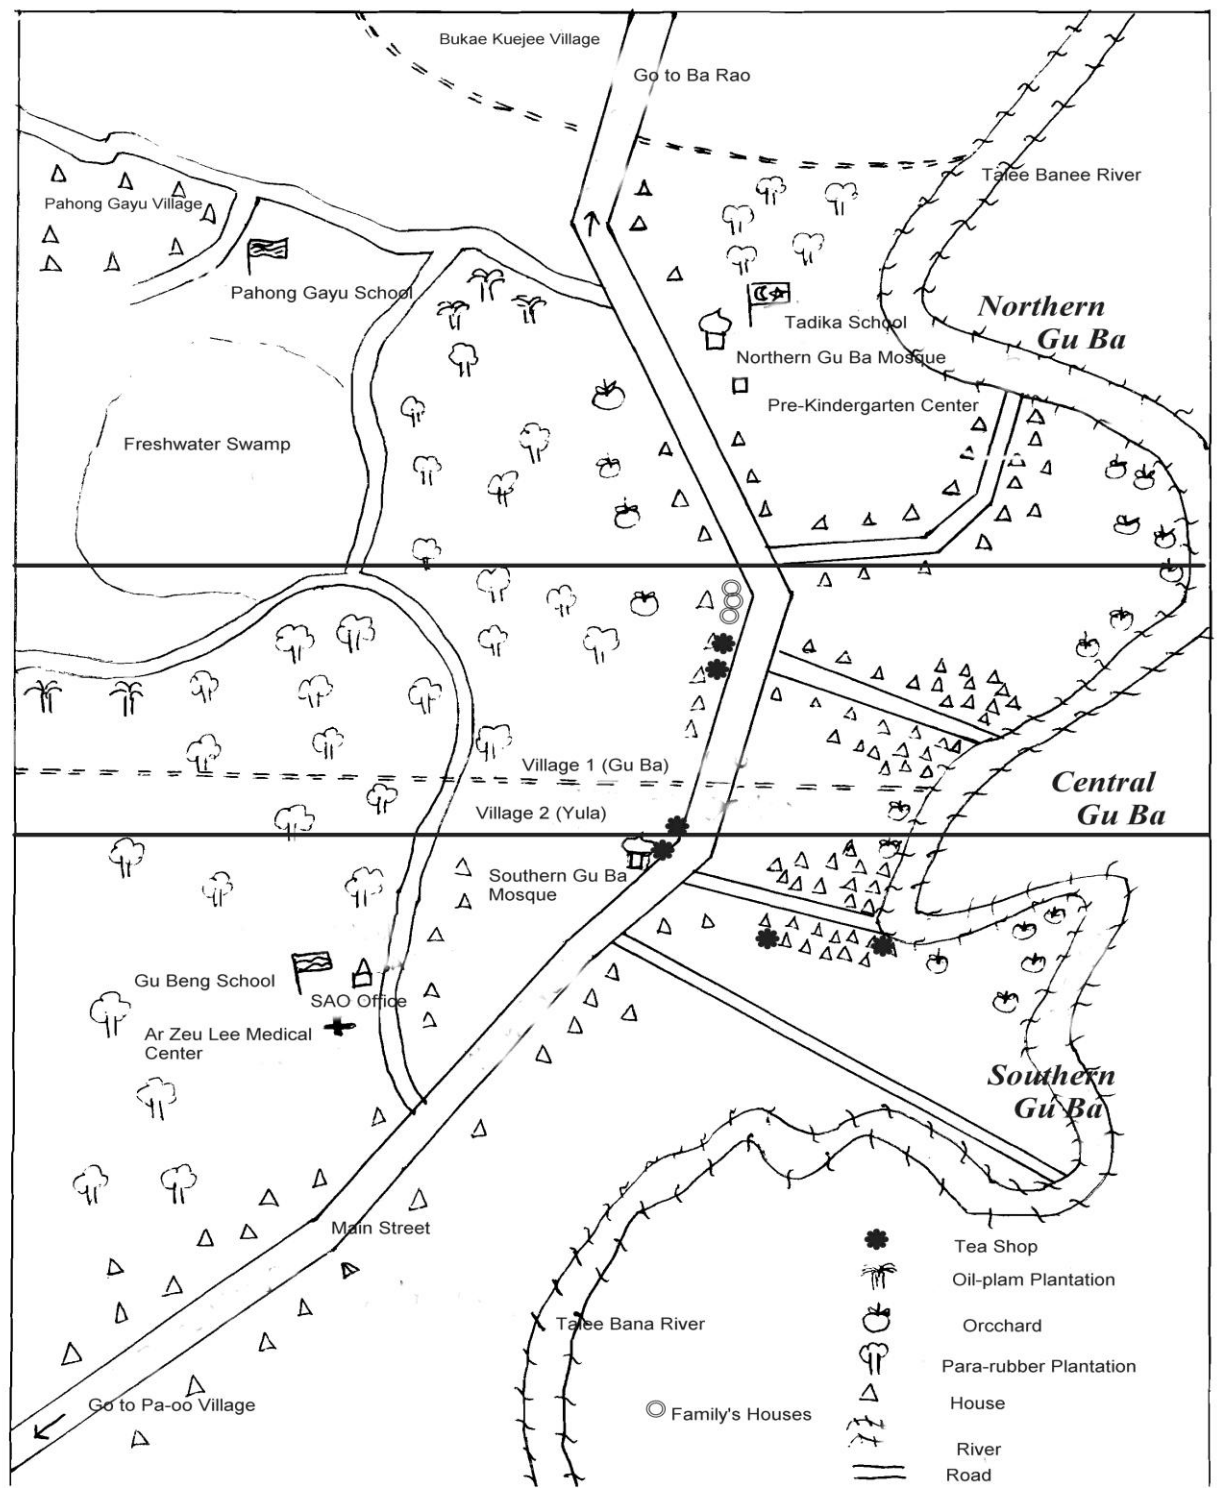 Bukae Kuejee Village
Go to Ba Rao
Talee Banee River
Pahong Gayu Village
Pahong Gayu School
Northern
Gu Ba
Tadika School
Northern Gu Ba Mosque
Pre-Kindergarten Center
Freshwater Swamp
Village 1 (Gu Ba)
Village 2 (Yula)
Central
Gu Ba
Southern Gu Ba
Mosque
Gu Beng School
SAO Office
Ar Zeu Lee Medical
Center
Southern
Gu Ba
Main Street
Talee Bana River
Go to Pa-oo Village
Tea Shop
Oil-plam Plantation
Orcchard
Para-rubber Plantation
House
Family's Houses
River
Road